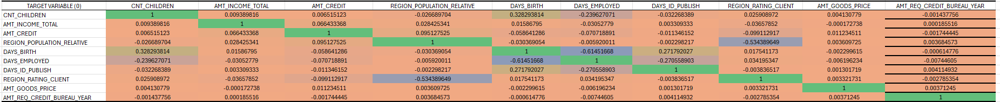 TARGET VARIABLE (0) CNT_CHILDREN AMT_INCOME_TOTAL AMT_CREDIT REGION_POPULATION_RELATIVE DAYS_BIRTH DAYS_EMPLOYED DAYS_ID_PUBLISH REGION_RATING_CLIENT AMT_GOODS_PRICE AMT_REQ_CREDIT_BUREAU_YEAR
CNT_CHILDREN 1 0.009389816 0.006515123 -0.026689704 0.328293814 -0.239627071 -0.032268389 0.025908972 0.004130779 -0.001437756
AMT_INCOME_TOTAL 0.009389816 1 0.066433368 0.028425341 0.01586795 -0.03052779 0.003309333 -0.03657852 -0.000172738 0.000185516
AMT_CREDIT 0.006515123 0.066433368 1 0.095127525 -0.058641286 -0.070718891 -0.011346152 -0.099112917 0.011234511 -0.001744445
REGION_POPULATION_RELATIVE -0.026689704 0.028425341 0.095127525 1 -0.030369054 -0.005920011 -0.002298217 -0.534389649 0.003609725 0.003684573
DAYS_BIRTH 0.328293814 0.01586795 -0.058641286 -0.030369054 1 -0.61451668 0.271792027 0.017541173 -0.002299615 -0.000614776
DAYS_EMPLOYED -0.239627071 -0.03052779 -0.070718891 -0.005920011 -0.61451668 1 -0.270558903 0.034195347 -0.006196234 -0.00744605
DAYS_ID_PUBLISH -0.032268389 0.003309333 -0.011346152 -0.002298217 0.271792027 -0.270558903 1 -0.003836517 0.001301719 0.004114932
REGION_RATING_CLIENT 0.025908972 -0.03657852 -0.099112917 -0.534389649 0.017541173 0.034195347 -0.003836517 1 0.003321731 -0.002785354
AMT_GOODS_PRICE 0.004130779 -0.000172738 0.011234511 0.003609725 -0.002299615 -0.006196234 0.001301719 0.003321731 1 0.00371245
AMT_REQ_CREDIT_BUREAU_YEAR -0.001437756 0.000185516 -0.001744445 0.003684573 -0.000614776 -0.00744605 0.004114932 -0.002785354 0.00371245 1